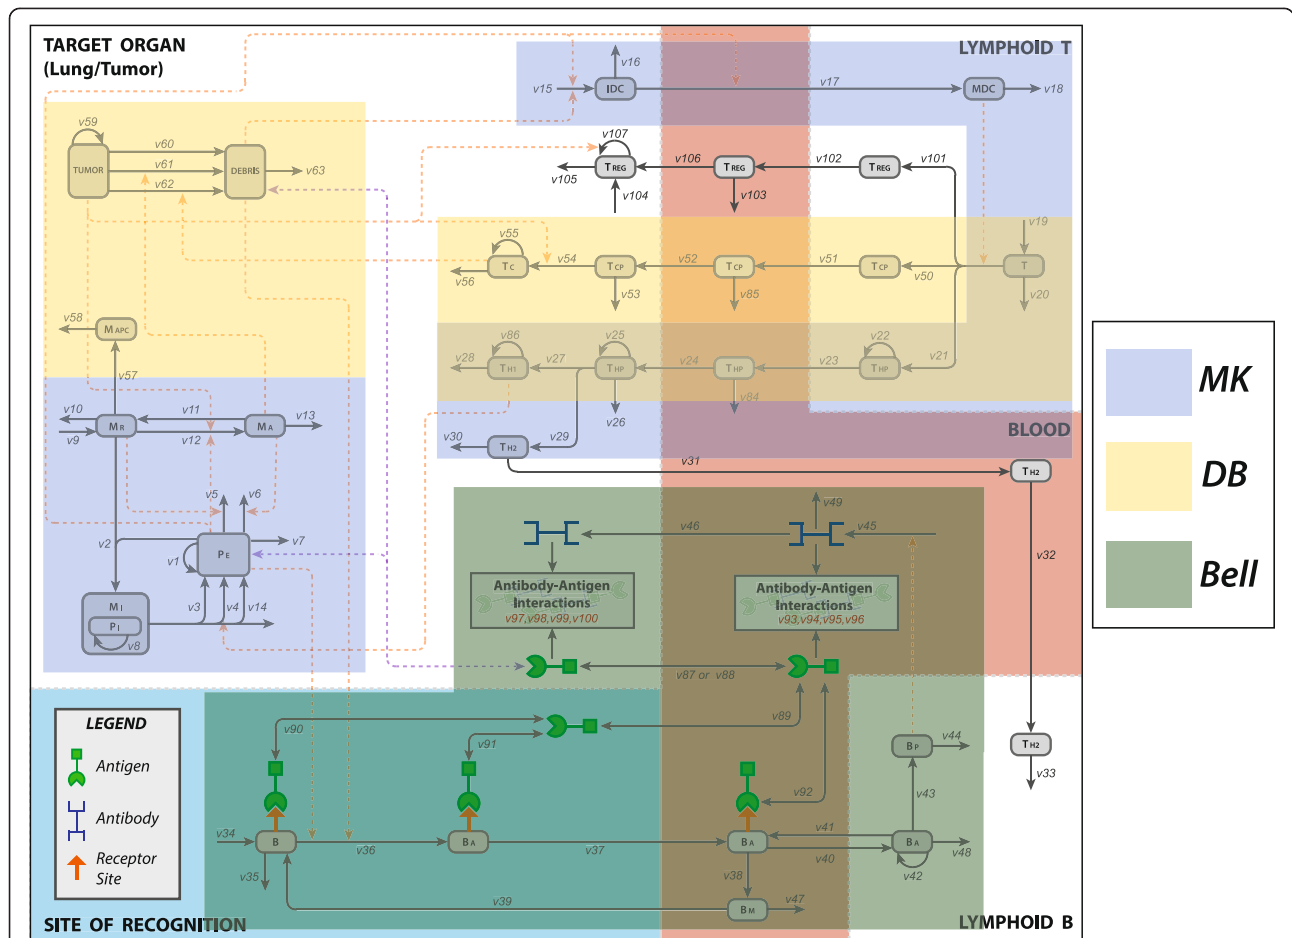 TARGET ORGAN
(Lung/Tumor)
LYMPHOID T
v16
v15
IDC
v17
MDC
v18
v59
v107
TUMOR
v60
v61
v62
DEBRIS
v63
TREG
v106
TREG
v102
TREG
v101
v105
v104
v103
v19
v55
TC
v54
TCP
v52
TCP
v51
TCP
v50
T
v56
v53
v85
v20
v58
MAPC
v86
v25
v22
v28
TH1
v27
THP
v24
THP
v23
THP
v21
v57
v26
v84
v10
v11
v13
MR
MA
v9
v12
BLOOD
v30
TH2
v29
v31
TH2
v5
v6
v49
v46
v45
v2
v1
PE
v7
v32
Antibody-Antigen
Interactions
v97,v98,v99,v100
Antibody-Antigen
Interactions
v93,v94,v95,v96
MI
PI
v8
v3
v4
v14
v87 or v88
LEGEND
Antigen
Antibody
Receptor
Site
v90
v91
v89
BP
v44
TH2
v33
v92
v43
v34
B
v36
BA
v37
BA
v41
v40
BA
v48
v35
v38
v42
v39
BM
v47
SITE OF RECOGNITION
LYMPHOID B
MK
DB
Bell